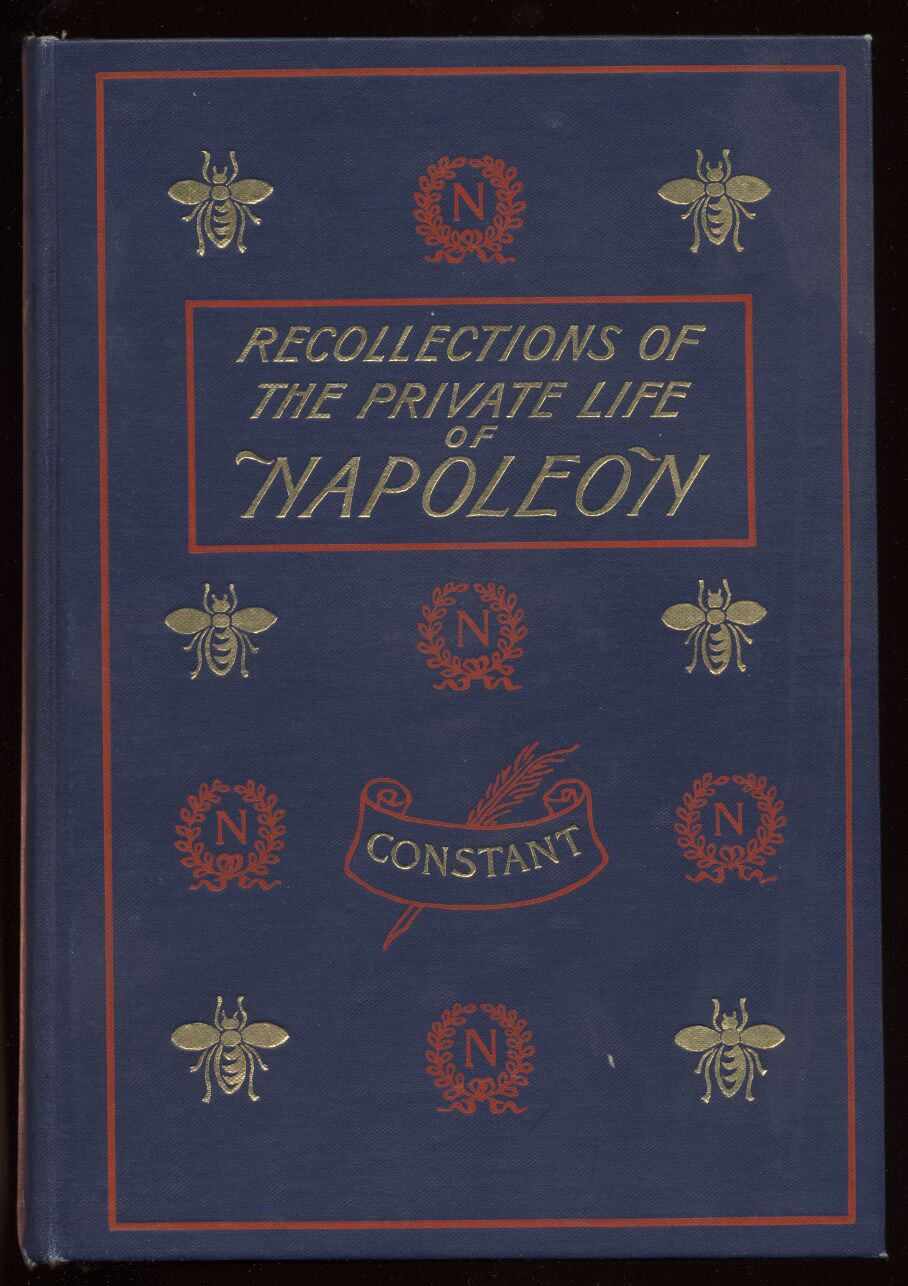 N
RECOLLECTIONS OF
THE PRIVATE LIFE
OF
NAPOLEON
N
N
CONSTANT
N
N